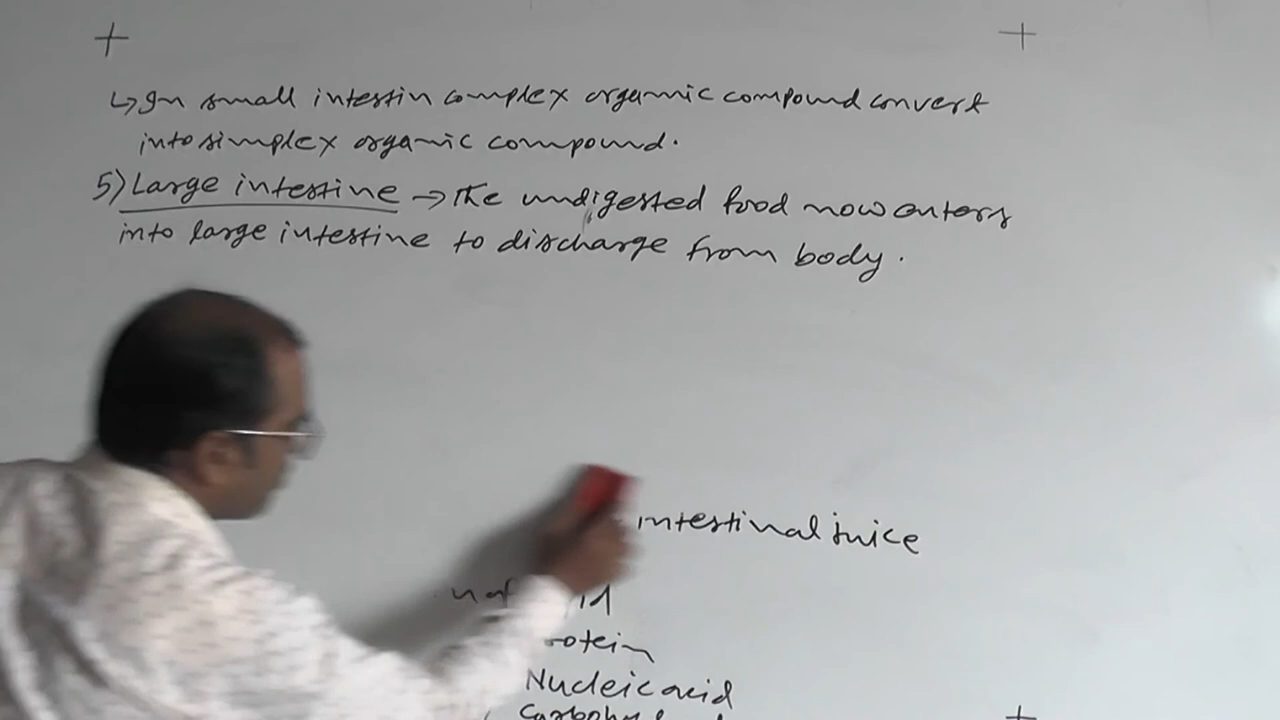 ↳ In small intestin complex organic compound convert
into simplex organic compound.
5) Large intestine → The undigested food now enters
into large intestine to discharge from body.
intestinal juice
Nucleic acid